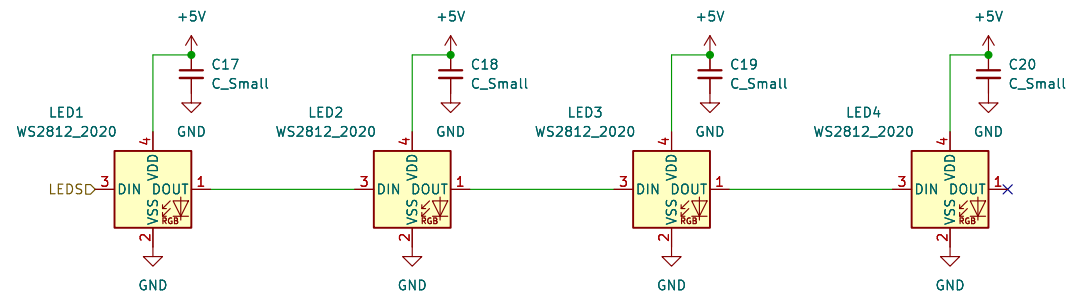 +5V +5V +5V +5V
C17 C18 C19 C20
C_Small C_Small C_Small C_Small
LED1 LED2 LED3 LED4
WS2812_2020 GND WS2812_2020 GND WS2812_2020 GND WS2812_2020 GND
4 4 4 4
VDD VDD VDD VDD
LEDS 3 DIN DOUT 1 3 DIN DOUT 1 3 DIN DOUT 1 3 DIN DOUT 1
VSS RGB VSS RGB VSS RGB VSS RGB
2 2 2 2
GND GND GND GND